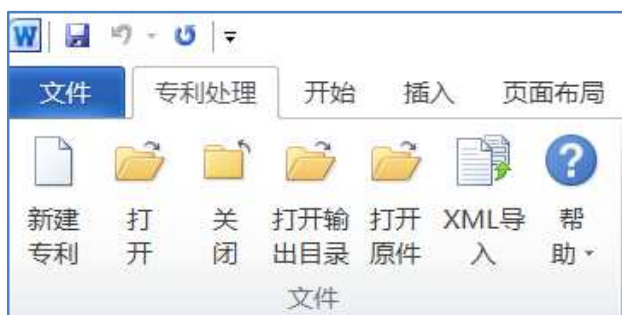 W
文件 专利处理 开始 插入 页面布局
新建 打 关 打开输 打开 XML导 帮
专利 开 闭 出目录 原件 入 助
文件